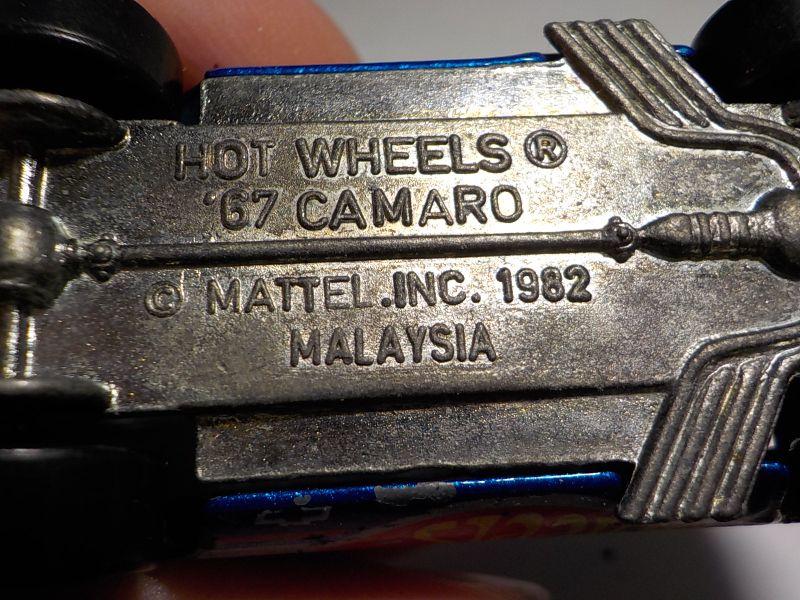 HOT WHEELS ®
'67 CAMARO
© MATTEL.INC. 1982
MALAYSIA